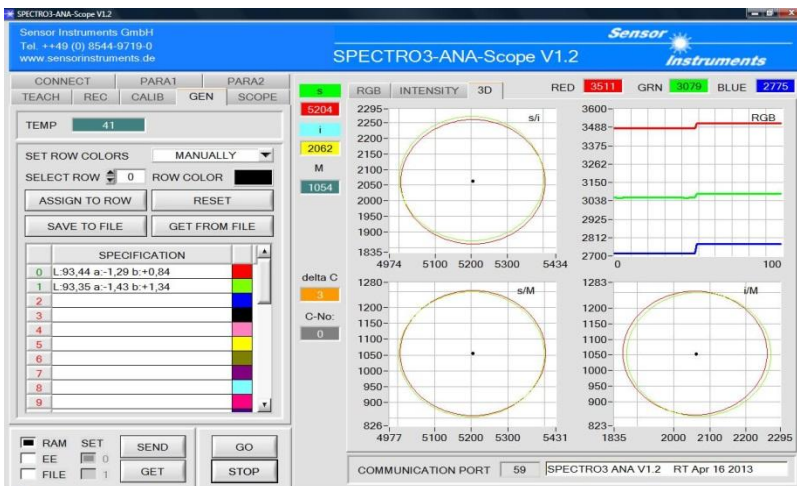 SPECTRO3-ANA-Scope V1.2
Sensor Instruments GmbH
Tel. ++49 (0) 8544-9719-0
www.sensorinstruments.de
SPECTRO3-ANA-Scope V1.2
Sensor
Instruments
CONNECT PARA1 PARA2
TEACH REC CALIB GEN SCOPE
TEMP 41
SET ROW COLORS MANUALLY
SELECT ROW 0 ROW COLOR
ASSIGN TO ROW RESET
SAVE TO FILE GET FROM FILE
SPECIFICATION
0 L:93,44 a:-1,29 b:+0,84
1 L:93,35 a:-1,43 b:+1,34
2
3
4
5
6
7
8
9
RAM SET SEND GO
EE 0
FILE 1 GET STOP
s
5204
i
2062
M
1054
delta C
3
C-No:
0
RGB INTENSITY 3D RED 3511 GRN 3079 BLUE 2775
s/i
2295
2250
2200
2150
2100
2050
2000
1950
1900
1835
4974 5100 5200 5300 5434
RGB
3600
3488
3375
3262
3150
3038
2925
2812
2700
0 100
s/M
1280
1200
1150
1100
1050
1000
950
900
826
4977 5100 5200 5300 5431
i/M
1283
1200
1150
1100
1050
1000
950
900
823
1835 2000 2100 2200 2295
COMMUNICATION PORT 59 SPECTRO3 ANA V1.2 RT Apr 16 2013